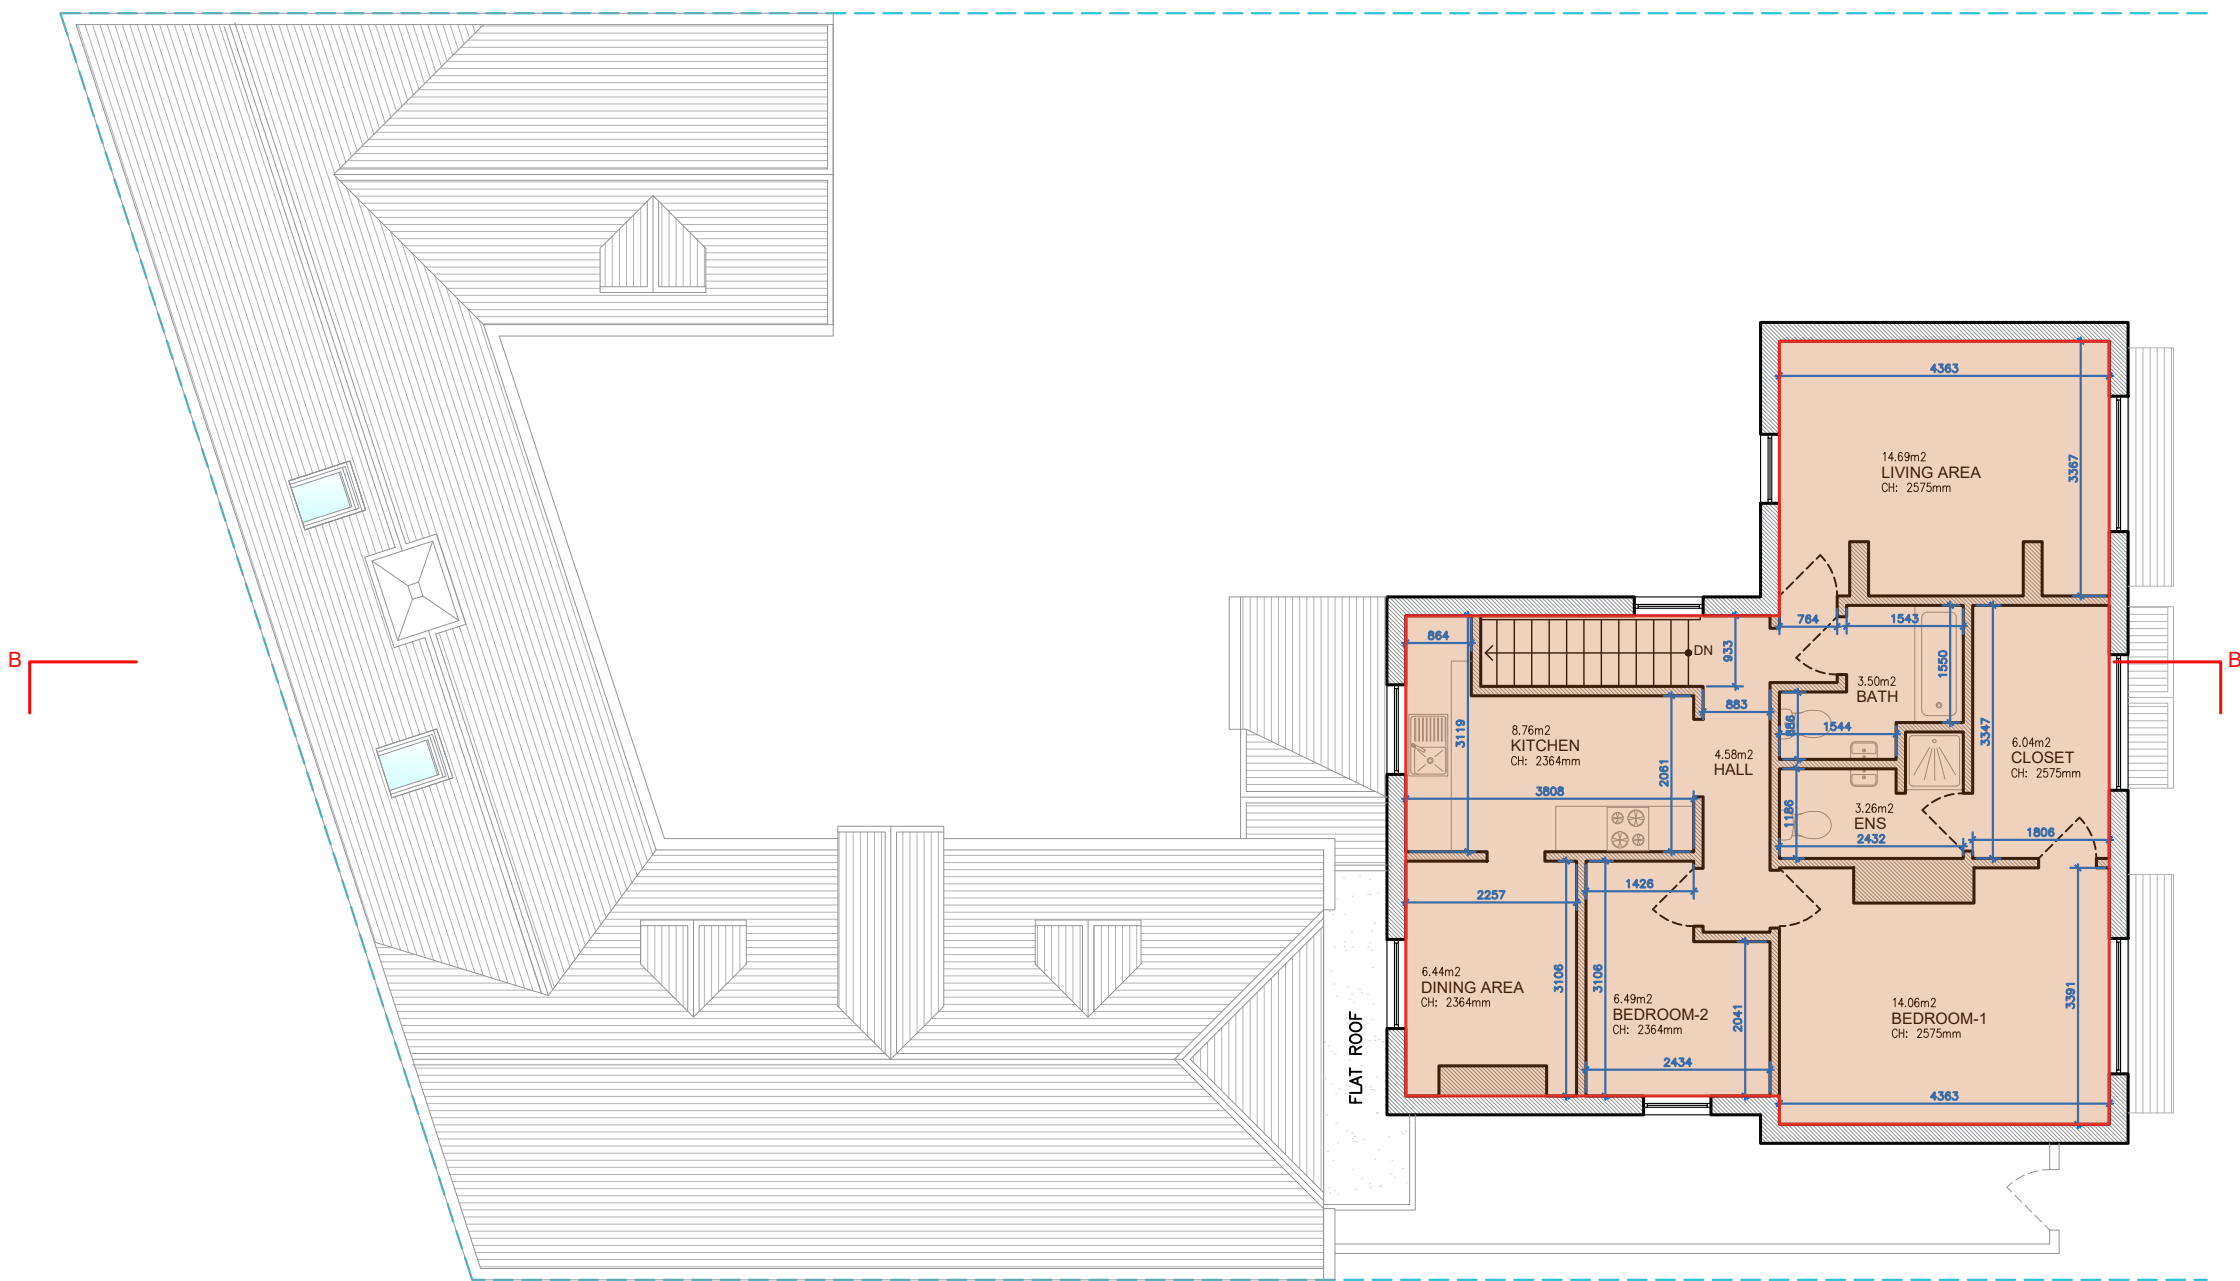 4363
14.69m2
LIVING AREA
CH: 2575mm
3367
764
1543
864
933
DN
1550
B
B
3.50m2
BATH
883
886
1544
3119
8.76m2
KITCHEN
CH: 2364mm
2061
4.58m2
HALL
3347
6.04m2
CLOSET
CH: 2575mm
3808
1186
3.26m2
ENS
2432
1806
1426
2257
6.44m2
DINING AREA
CH: 2364mm
3106
3106
6.49m2
BEDROOM-2
CH: 2364mm
2041
14.06m2
BEDROOM-1
CH: 2575mm
3391
FLAT ROOF
2434
4363